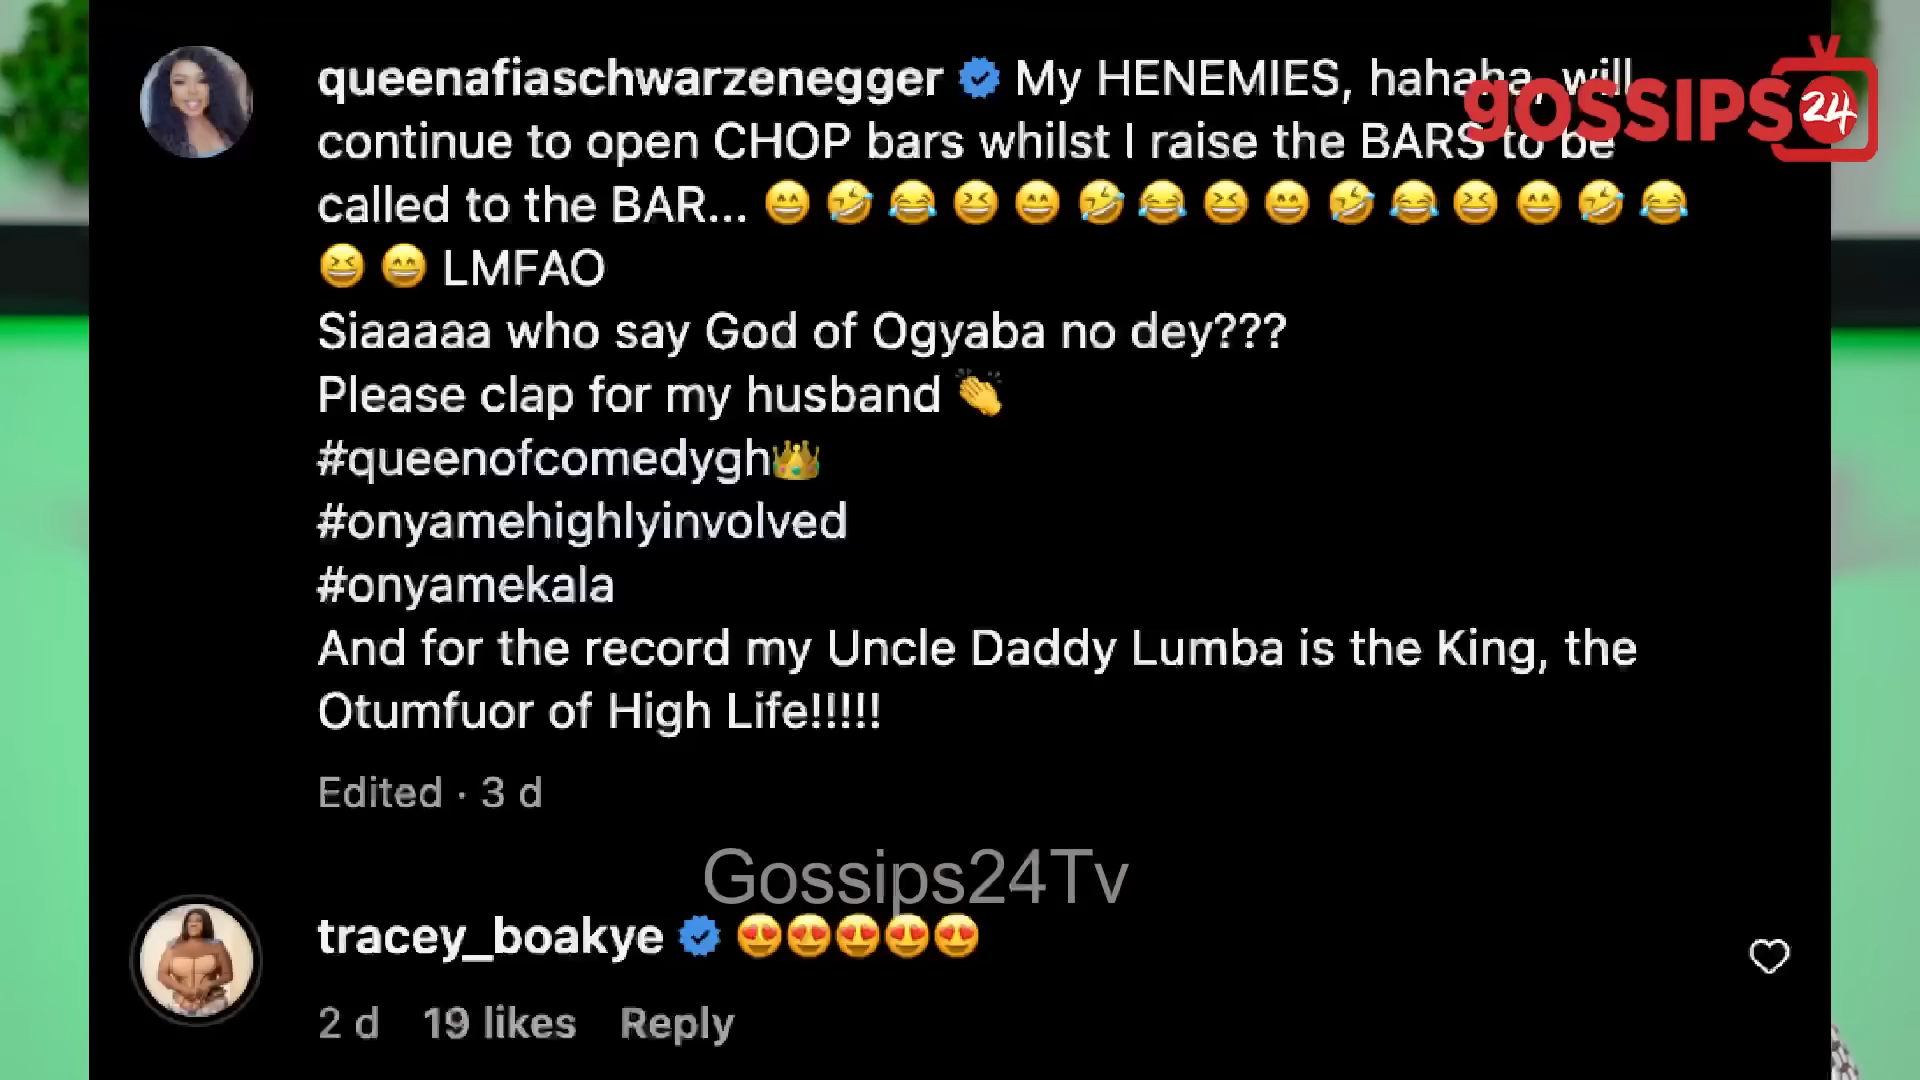 queenafiaschwarzenegger My HENEMIES, hahaha, will
continue to open CHOP bars whilst I raise the BARS to be
called to the BAR... 😁 🤣 😂 😆 😁 🤣 😂 😆 😁 🤣 😂 😆 😁 🤣 😂
😆 😁 LMFAO
Siaaaaa who say God of Ogyaba no dey???
Please clap for my husband 👏
#queenofcomedygh👑
#onyamehighlyinvolved
#onyamekala
And for the record my Uncle Daddy Lumba is the King, the
Otumfuor of High Life!!!!!
Edited · 3 d
tracey_boakye 😍😍😍😍😍
2 d 19 likes Reply
gOSSIPS 24
Gossips24Tv